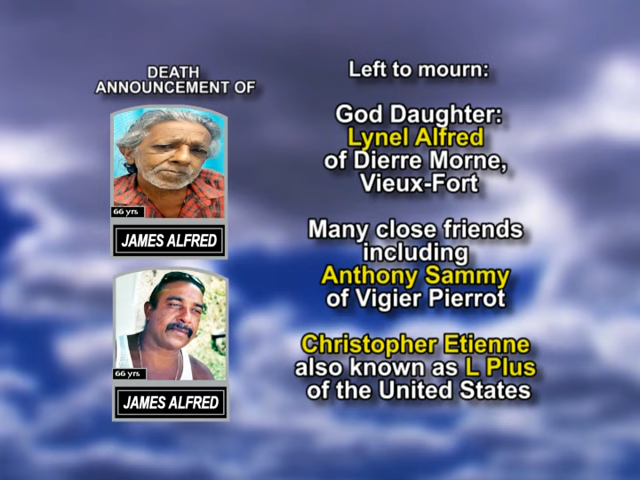 DEATH
ANNOUNCEMENT OF
66 yrs
JAMES ALFRED
66 yrs
JAMES ALFRED
Left to mourn:
God Daughter:
Lynel Alfred
of Dierre Morne,
Vieux-Fort
Many close friends
including
Anthony Sammy
of Vigier Pierrot
Christopher Etienne
also known as L Plus
of the United States